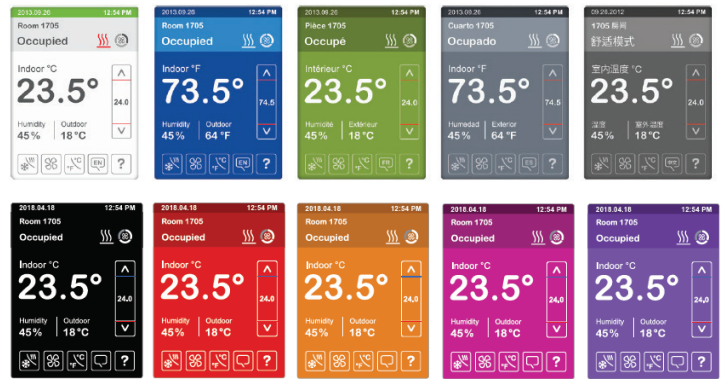 2013.09.26 12:54 PM
Room 1705
Occupied
Indoor °C
23.5°
24.0
Humidity Outdoor
45% 18°C
°F °C EN ?
2013.09.26 12:54 PM
Room 1705
Occupied
Indoor °F
73.5°
74.5
Humidity Outdoor
45% 64 °F
°F °C EN ?
2013.09.26 12:54 PM
Pièce 1705
Occupé
Intérieur °C
23.5°
24.0
Humidité Extérieur
45% 18°C
°F °C FR ?
2013.09.26 12:54 PM
Cuarto 1705
Ocupado
Indoor °F
73.5°
74.5
Humedad Exterior
45% 64 °F
°F °C ES ?
09.28.2012 12:54 PM
1705 房间
舒适模式
室内温度 °C
23.5°
24.0
湿度 室外温度
45% 18°C
°F °C ?
2018.04.18 12:54 PM
Room 1705
Occupied
Indoor °C
23.5°
24.0
Humidity Outdoor
45% 18°C
°F °C ?
2018.04.18 12:54 PM
Room 1705
Occupied
Indoor °C
23.5°
24.0
Humidity Outdoor
45% 18°C
°F °C ?
2018.04.18 12:54 PM
Room 1705
Occupied
Indoor °C
23.5°
24.0
Humidity Outdoor
45% 18°C
°F °C ?
2018.04.18 12:54 PM
Room 1705
Occupied
Indoor °C
23.5°
24.0
Humidity Outdoor
45% 18°C
°F °C ?
2018.04.18 12:54 PM
Room 1705
Occupied
Indoor °C
23.5°
24.0
Humidity Outdoor
45% 18°C
°F °C ?